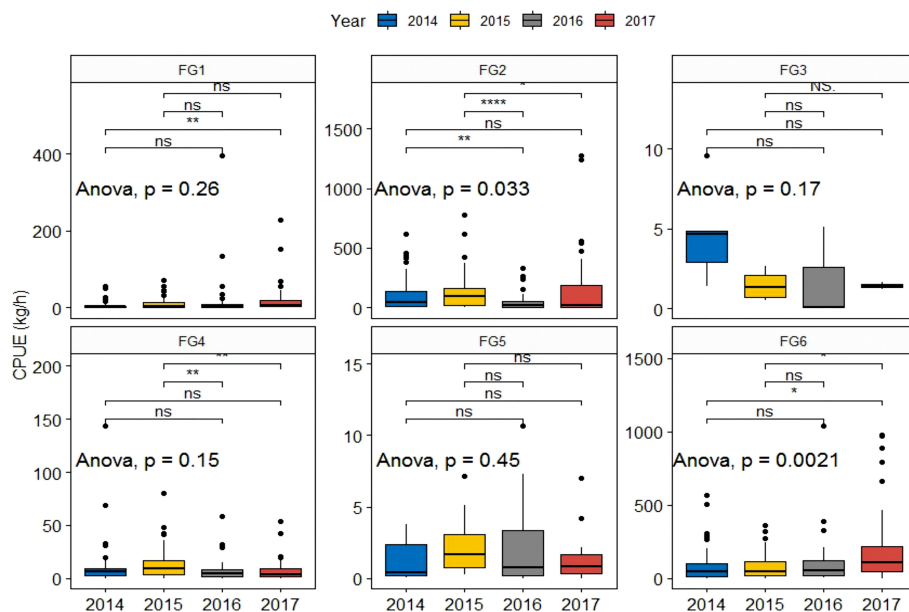 Year 2014 2015 2016 2017
FG1 FG2 FG3
ns * NS.
ns **** ns
** ns ns
ns ** ns
400 1500 10
Anova, p = 0.26 Anova, p = 0.033 Anova, p = 0.17
200 1000 5
500
0 0 0
CPUE (kg/h)
FG4 FG5 FG6
200 15 1500
** ns *
** ns ns
ns ns *
ns ns ns
150 10 1000
Anova, p = 0.15 Anova, p = 0.45 Anova, p = 0.0021
100 5 500
50
0 0 0
2014 2015 2016 2017 2014 2015 2016 2017 2014 2015 2016 2017